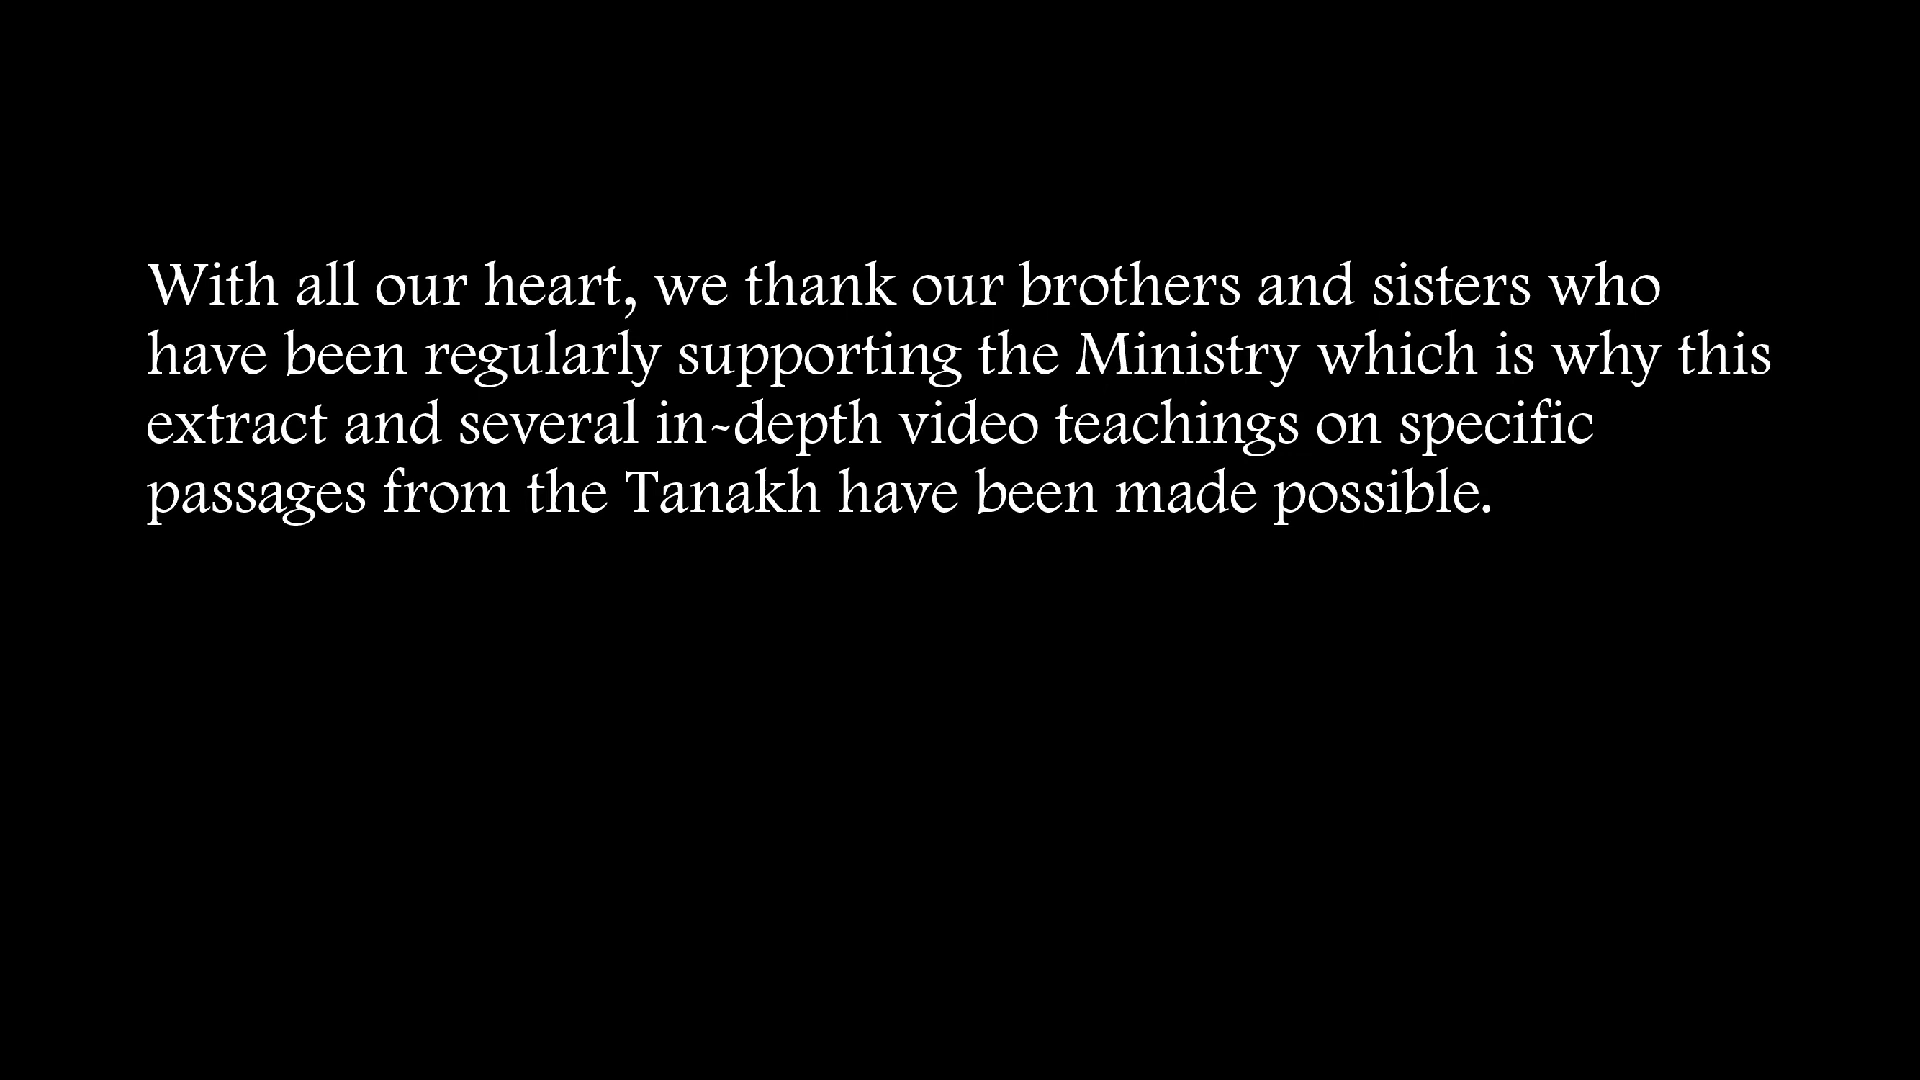 With all our heart, we thank our brothers and sisters who
have been regularly supporting the Ministry which is why this
extract and several in-depth video teachings on specific
passages from the Tanakh have been made possible.